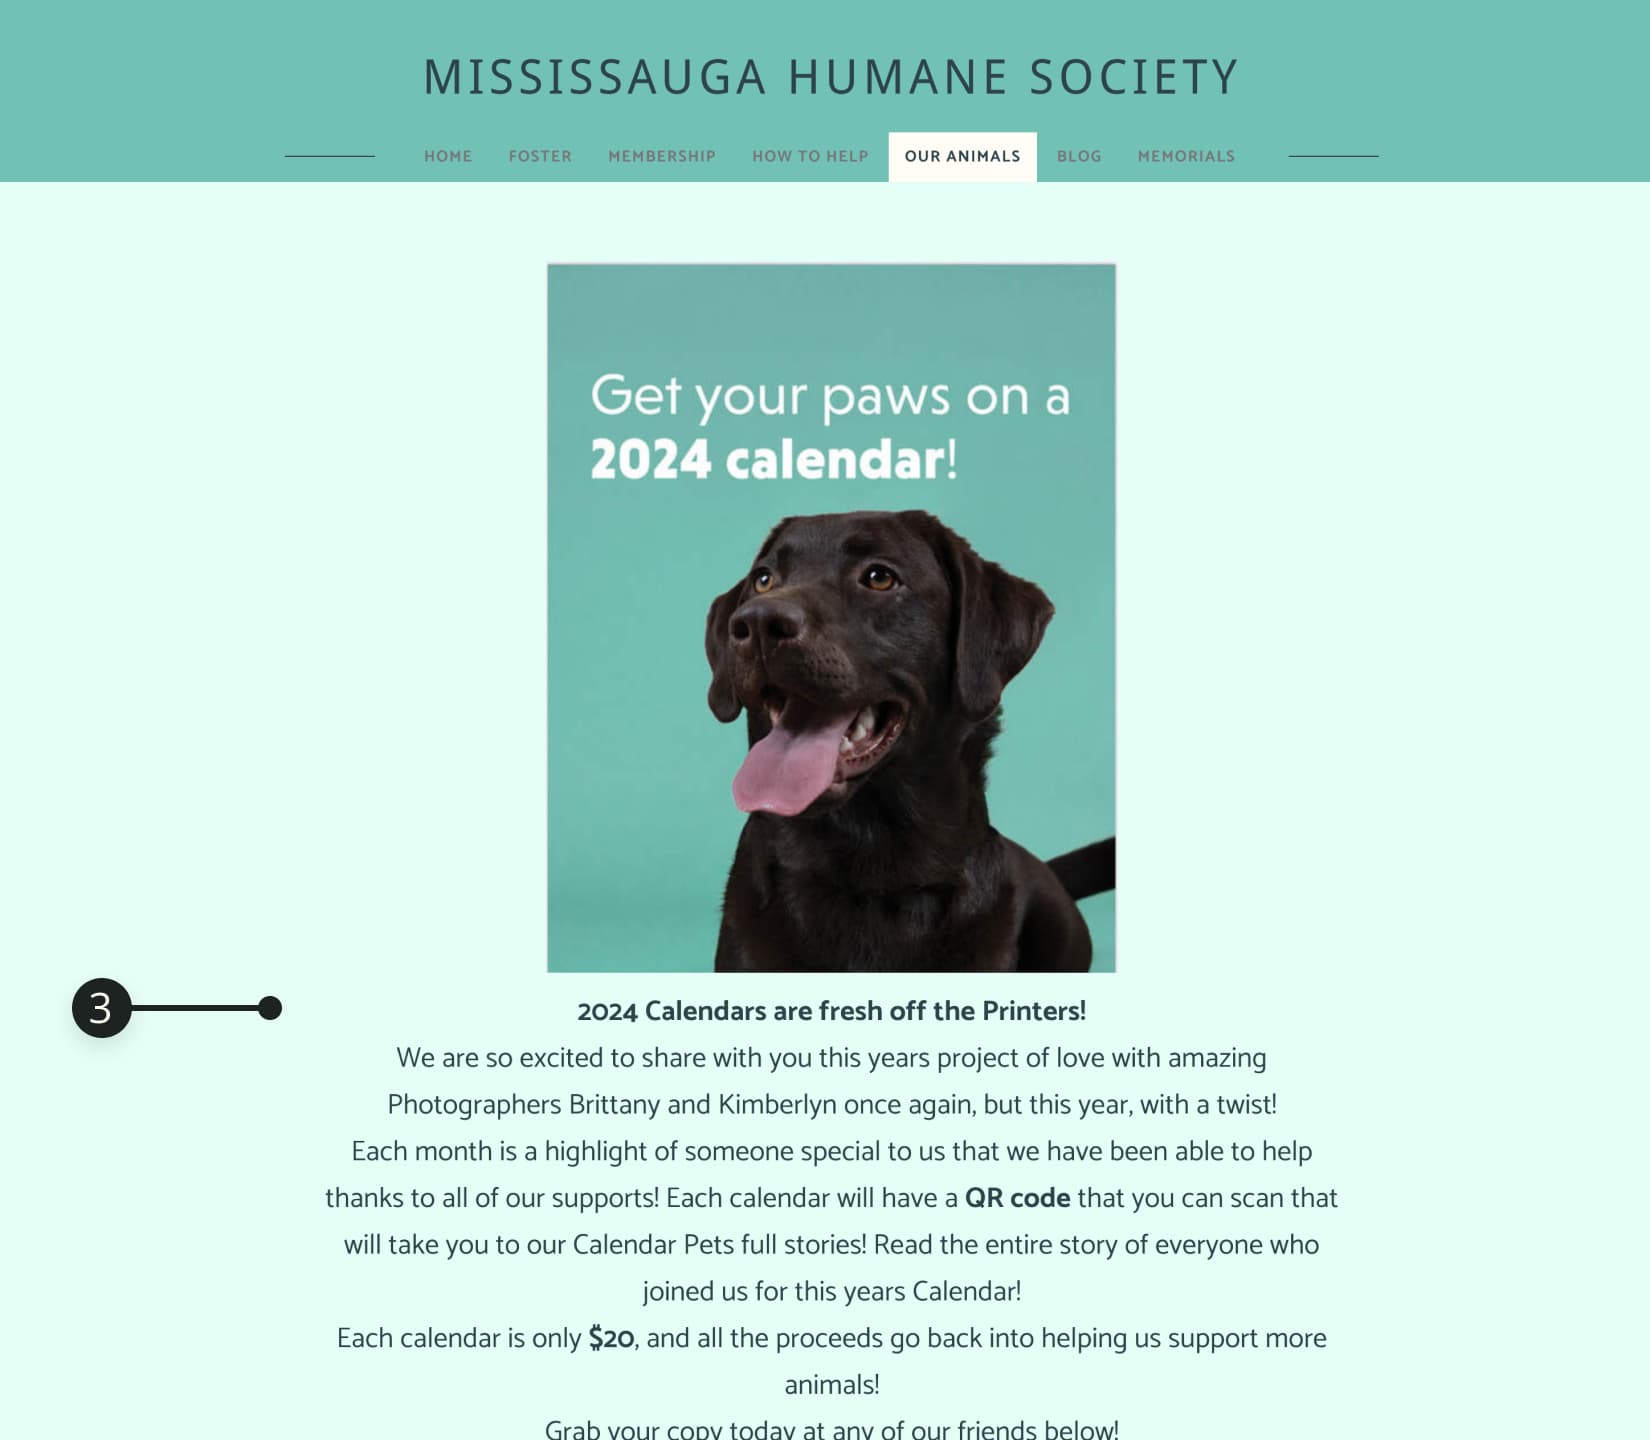 MISSISSAUGA HUMANE SOCIETY
HOME FOSTER MEMBERSHIP HOW TO HELP OUR ANIMALS BLOG MEMORIALS
Get your paws on a
2024 calendar!
3
2024 Calendars are fresh off the Printers!
We are so excited to share with you this years project of love with amazing
Photographers Brittany and Kimberlyn once again, but this year, with a twist!
Each month is a highlight of someone special to us that we have been able to help
thanks to all of our supports! Each calendar will have a QR code that you can scan that
will take you to our Calendar Pets full stories! Read the entire story of everyone who
joined us for this years Calendar!
Each calendar is only $20, and all the proceeds go back into helping us support more
animals!
Grab your copy today at any of our friends below!